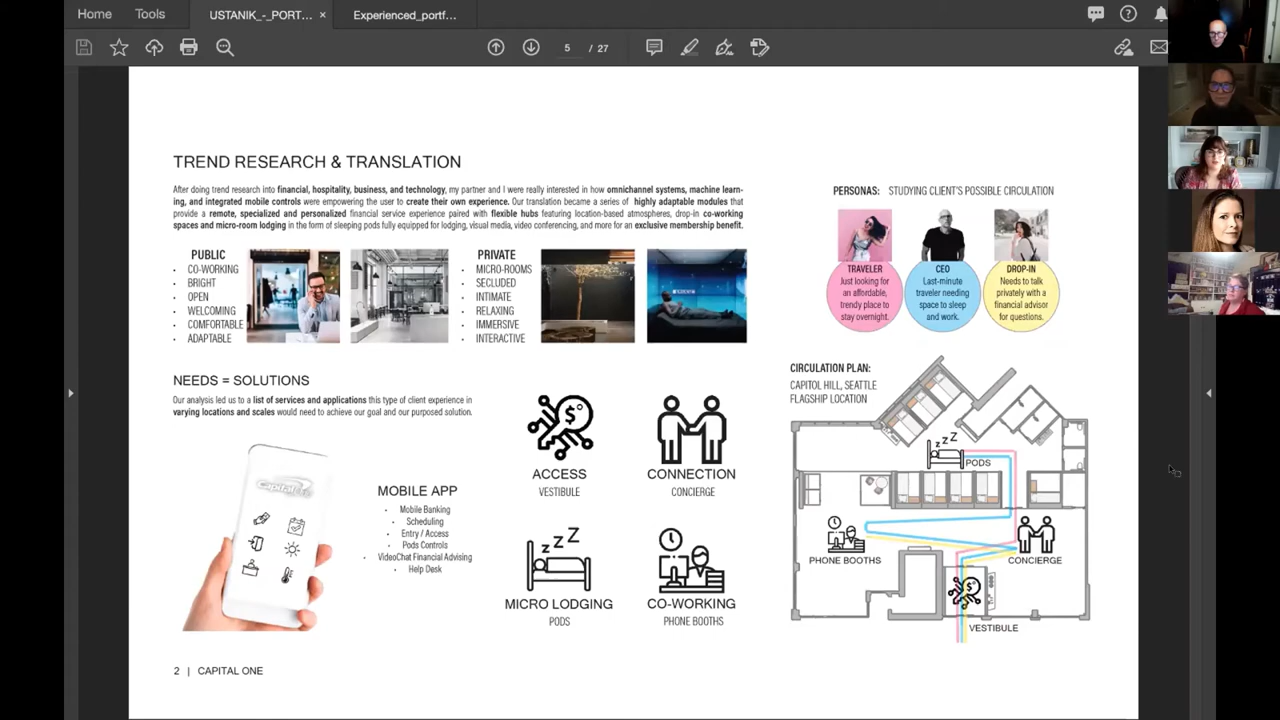 Home
Tools
USTANIK_-_PORT...
×
Experienced_portf...
5 / 27
TREND RESEARCH & TRANSLATION
After doing trend research into financial, hospitality, business, and technology, my partner and I were really interested in how omnichannel systems, machine learn-
ing, and integrated mobile controls were empowering the user to create their own experience. Our translation became a series of highly adaptable modules that
provide a remote, specialized and personalized financial service experience paired with flexible hubs featuring location-based atmospheres, drop-in co-working
spaces and micro-room lodging in the form of sleeping pods fully equipped for lodging, visual media, video conferencing, and more for an exclusive membership benefit.
PUBLIC
• CO-WORKING
• BRIGHT
• OPEN
• WELCOMING
• COMFORTABLE
• ADAPTABLE
PRIVATE
• MICRO-ROOMS
• SECLUDED
• INTIMATE
• RELAXING
• IMMERSIVE
• INTERACTIVE
NEEDS = SOLUTIONS
Our analysis led us to a list of services and applications this type of client experience in
varying locations and scales would need to achieve our goal and our purposed solution.
Capital One
MOBILE APP
• Mobile Banking
• Scheduling
• Entry / Access
• Pods Controls
• VideoChat Financial Advising
• Help Desk
ACCESS
VESTIBULE
CONNECTION
CONCIERGE
MICRO LODGING
PODS
CO-WORKING
PHONE BOOTHS
PERSONAS: STUDYING CLIENT'S POSSIBLE CIRCULATION
TRAVELER
Just looking for
an affordable,
trendy place to
stay overnight.
CEO
Last-minute
traveler needing
space to sleep
and work.
DROP-IN
Needs to talk
privately with a
financial advisor
for questions.
CIRCULATION PLAN:
CAPITOL HILL, SEATTLE
FLAGSHIP LOCATION
z z Z
PODS
PHONE BOOTHS
CONCIERGE
VESTIBULE
2 | CAPITAL ONE